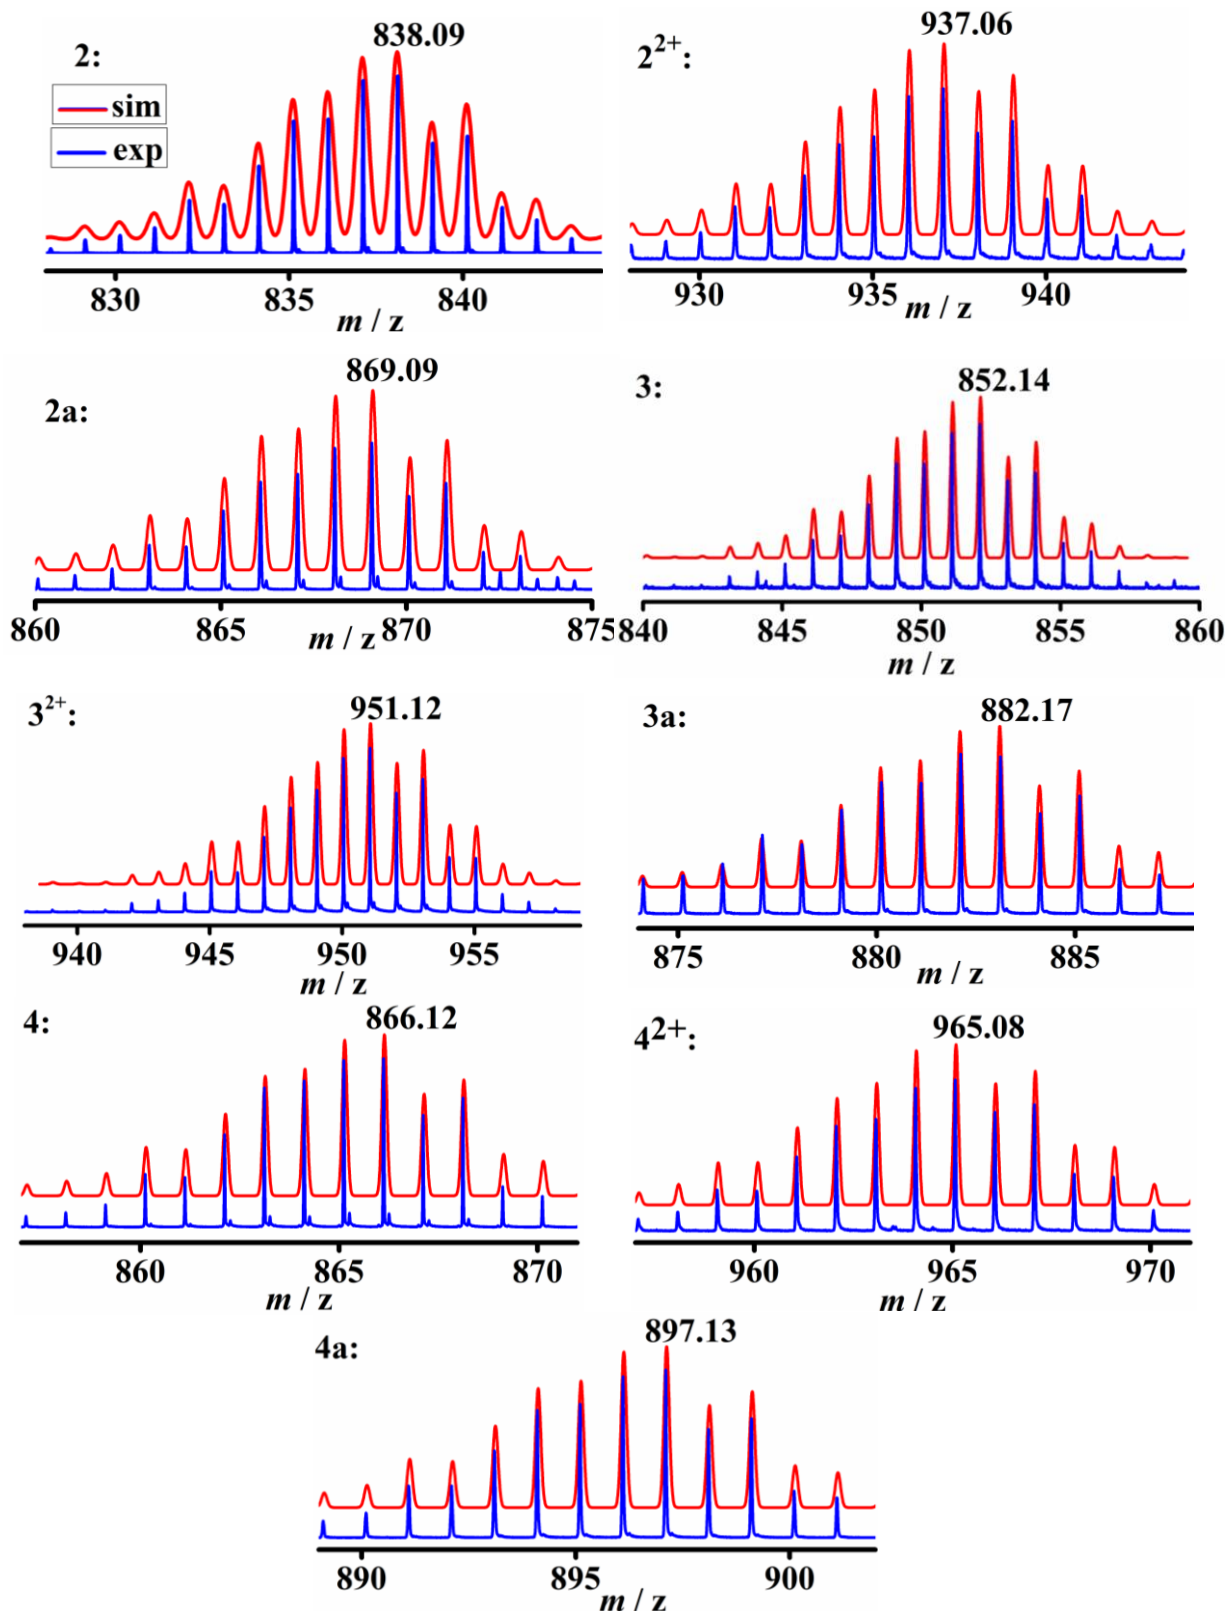 2:
838.09
sim
exp
830 835 840
m / z
2²⁺:
937.06
930 935 940
m / z
2a:
869.09
860 865 870 875
m / z
3:
852.14
840 845 850 855 860
m / z
3²⁺:
951.12
940 945 950 955
m / z
3a:
882.17
875 880 885
m / z
4:
866.12
860 865 870
m / z
4²⁺:
965.08
960 965 970
m / z
4a:
897.13
890 895 900
m / z